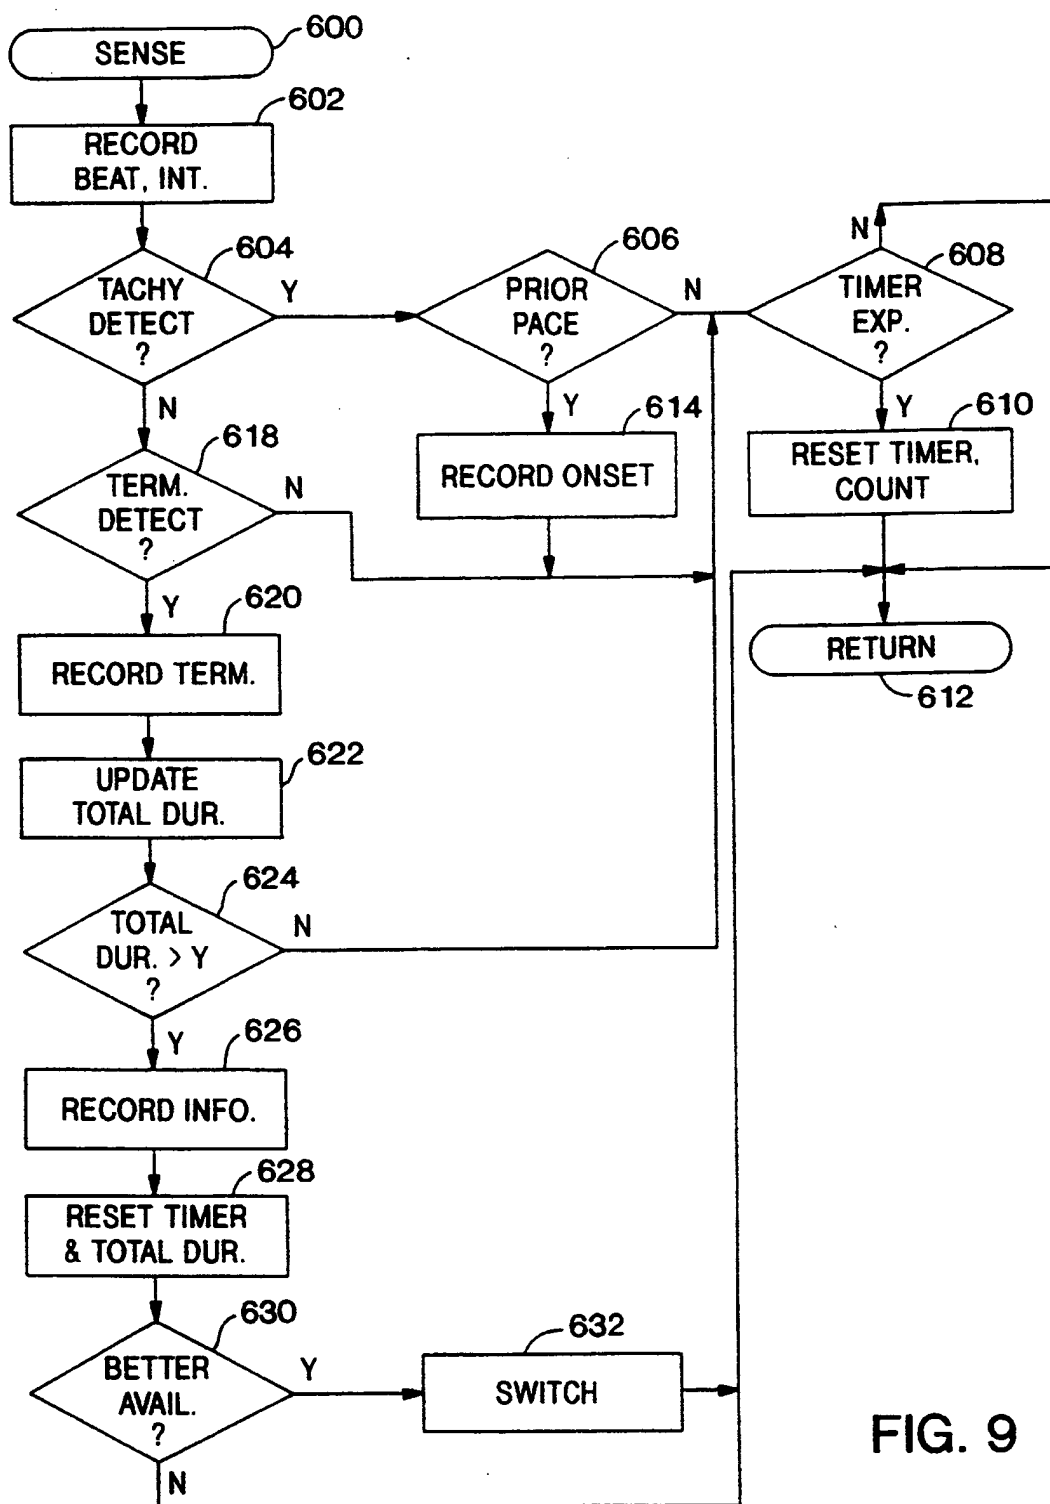 SENSE
600
602
RECORD
BEAT, INT.
604
TACHY
DETECT
?
Y
N
606
PRIOR
PACE
?
N
Y
608
N
TIMER
EXP.
?
Y
614
RECORD ONSET
610
RESET TIMER,
COUNT
618
TERM.
DETECT
?
N
Y
RETURN
612
620
RECORD TERM.
622
UPDATE
TOTAL DUR.
624
TOTAL
DUR. > Y
?
N
Y
626
RECORD INFO.
628
RESET TIMER
& TOTAL DUR.
630
BETTER
AVAIL.
?
Y
N
632
SWITCH
FIG. 9